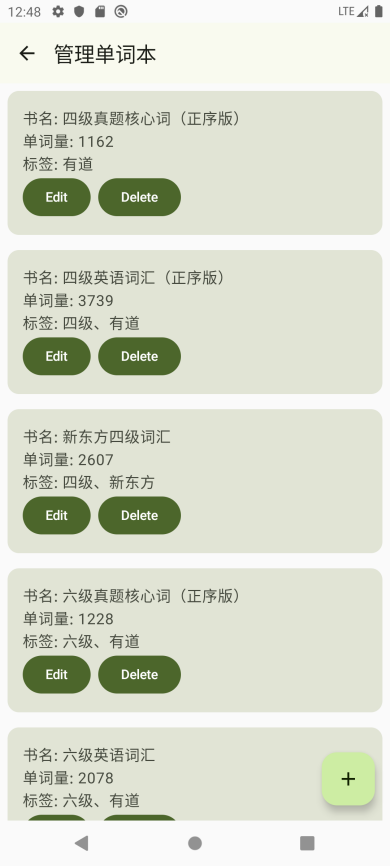 12:48
LTE
管理单词本
书名: 四级真题核心词（正序版）
单词量: 1162
标签: 有道
Edit
Delete
书名: 四级英语词汇（正序版）
单词量: 3739
标签: 四级、有道
Edit
Delete
书名: 新东方四级词汇
单词量: 2607
标签: 四级、新东方
Edit
Delete
书名: 六级真题核心词（正序版）
单词量: 1228
标签: 六级、有道
Edit
Delete
书名: 六级英语词汇
单词量: 2078
标签: 六级、有道
+